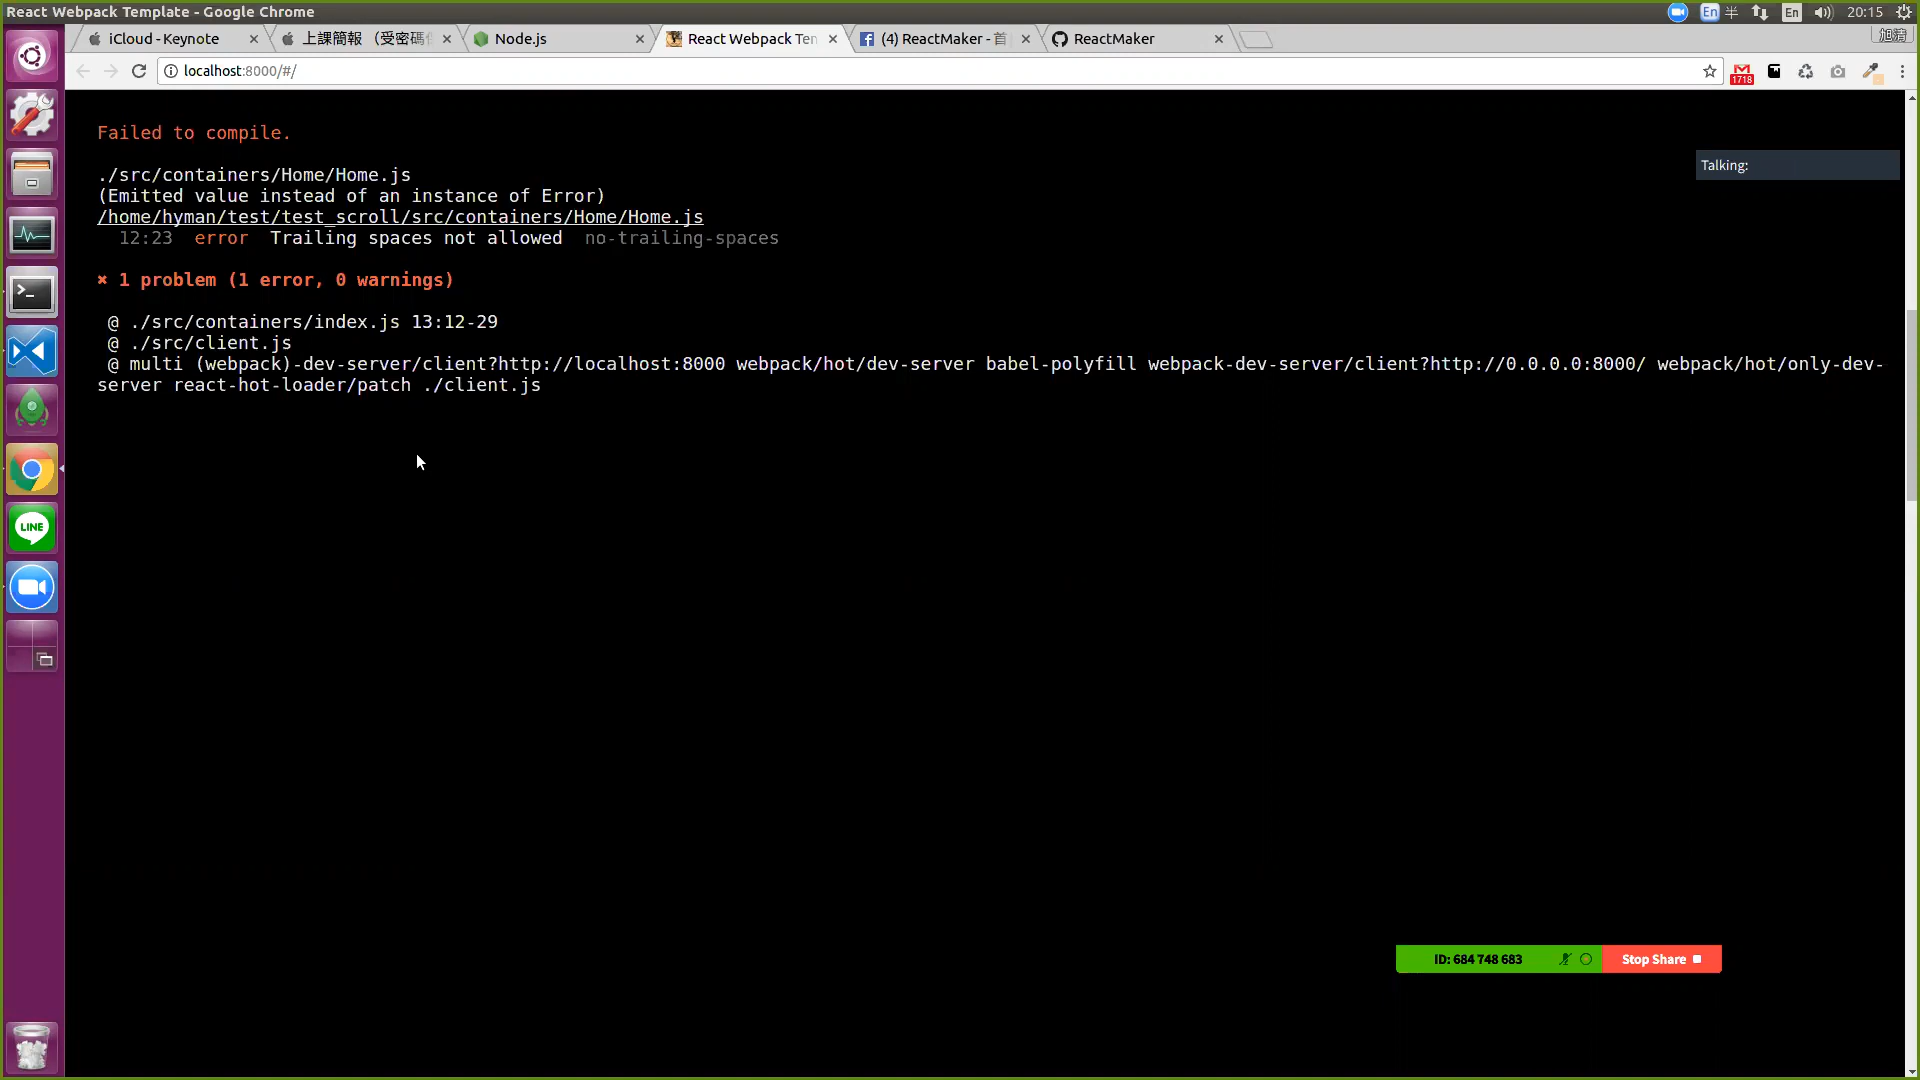 React Webpack Template - Google Chrome
En 半 En 20:15
iCloud - Keynote
上課簡報 （受密碼
Node.js
React Webpack Ten
(4) ReactMaker - 首
ReactMaker
旭清
localhost:8000/#/
1718
Failed to compile.
Talking:
./src/containers/Home/Home.js
(Emitted value instead of an instance of Error)
/home/hyman/test/test_scroll/src/containers/Home/Home.js
12:23 error Trailing spaces not allowed no-trailing-spaces
✖ 1 problem (1 error, 0 warnings)
@ ./src/containers/index.js 13:12-29
@ ./src/client.js
@ multi (webpack)-dev-server/client?http://localhost:8000 webpack/hot/dev-server babel-polyfill webpack-dev-server/client?http://0.0.0.0:8000/ webpack/hot/only-dev-
server react-hot-loader/patch ./client.js
LINE
ID: 684 748 683
Stop Share